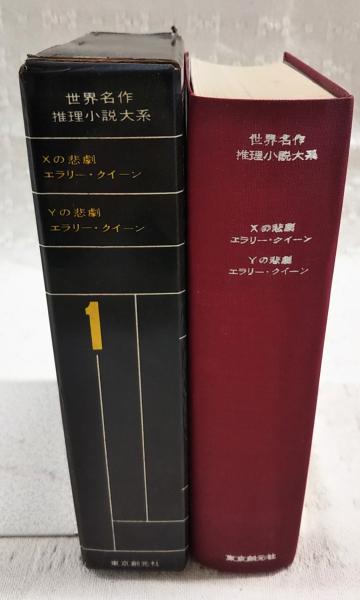 世界名作
推理小説大系
Xの悲劇
エラリー・クイーン
Yの悲劇
エラリー・クイーン
1
東京創元社
世界名作
推理小説大系
Xの悲劇
エラリー・クイーン
Yの悲劇
エラリー・クイーン
東京創元社